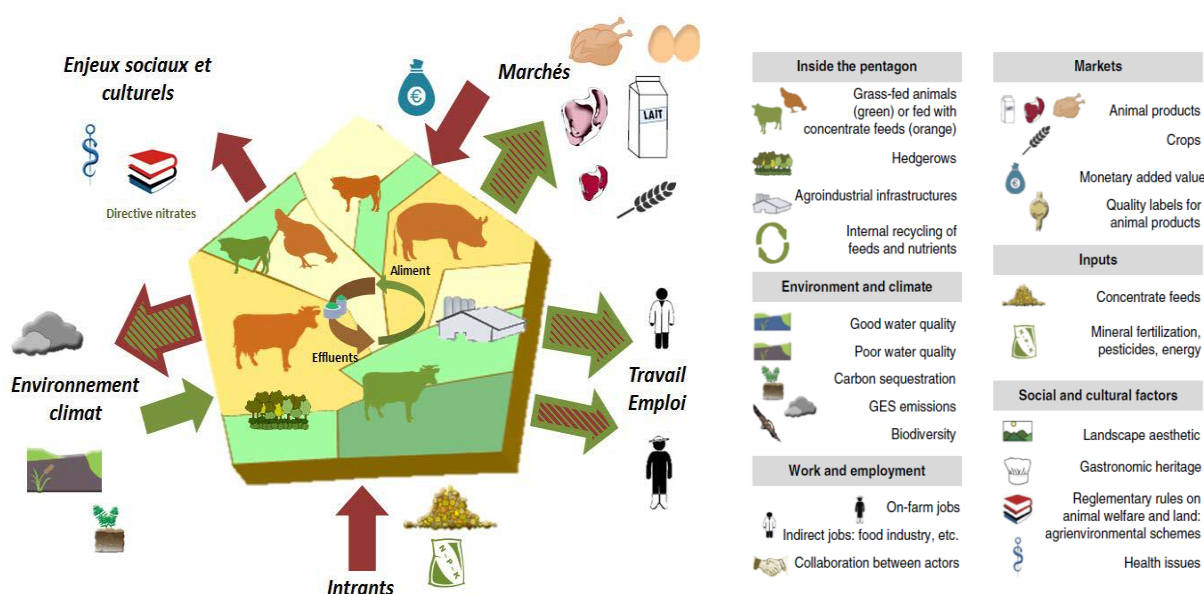 Enjeux sociaux et
culturels
Marchés
LAIT
Directive nitrates
Aliment
Effluents
Environnement
climat
Travail
Emploi
N-P-K
Intrants
Inside the pentagon
Grass-fed animals
(green) or fed with
concentrate feeds (orange)
Hedgerows
Agroindustrial infrastructures
Internal recycling of
feeds and nutrients
Environment and climate
Good water quality
Poor water quality
Carbon sequestration
GES emissions
Biodiversity
Work and employment
On-farm jobs
Indirect jobs: food industry, etc.
Collaboration between actors
Markets
Animal products
Crops
Monetary added value
Quality labels for
animal products
Inputs
Concentrate feeds
Mineral fertilization,
pesticides, energy
Social and cultural factors
Landscape aesthetic
Gastronomic heritage
Reglementary rules on
animal welfare and land:
agrienvironmental schemes
Health issues